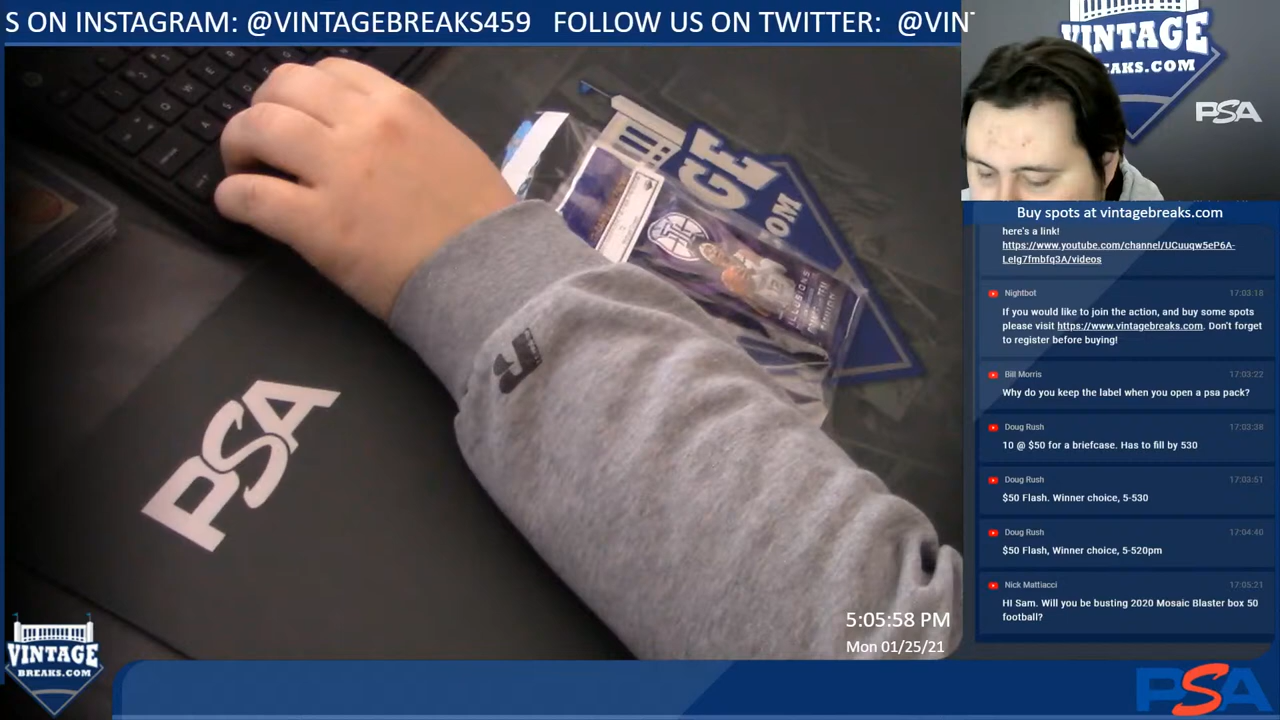 S ON INSTAGRAM: @VINTAGEBREAKS459 FOLLOW US ON TWITTER: @VIN
VINTAGE
BREAKS.COM
PSA
Buy spots at vintagebreaks.com
here's a link!
https://www.youtube.com/channel/UCuuqw5eP6A-
LeIg7fmbfq3A/videos
Nightbot 17:03:18
If you would like to join the action, and buy some spots
please visit https://www.vintagebreaks.com. Don't forget
to register before buying!
Bill Morris 17:03:22
Why do you keep the label when you open a psa pack?
Doug Rush 17:03:38
10 @ $50 for a briefcase. Has to fill by 530
Doug Rush 17:03:51
$50 Flash. Winner choice, 5-530
Doug Rush 17:04:40
$50 Flash, Winner choice, 5-520pm
Nick Mattiacci 17:05:21
HI Sam. Will you be busting 2020 Mosaic Blaster box 50
football?
GE
OM
ILLUSIONS
PSA
5:05:58 PM
Mon 01/25/21
VINTAGE
BREAKS.COM
PSA